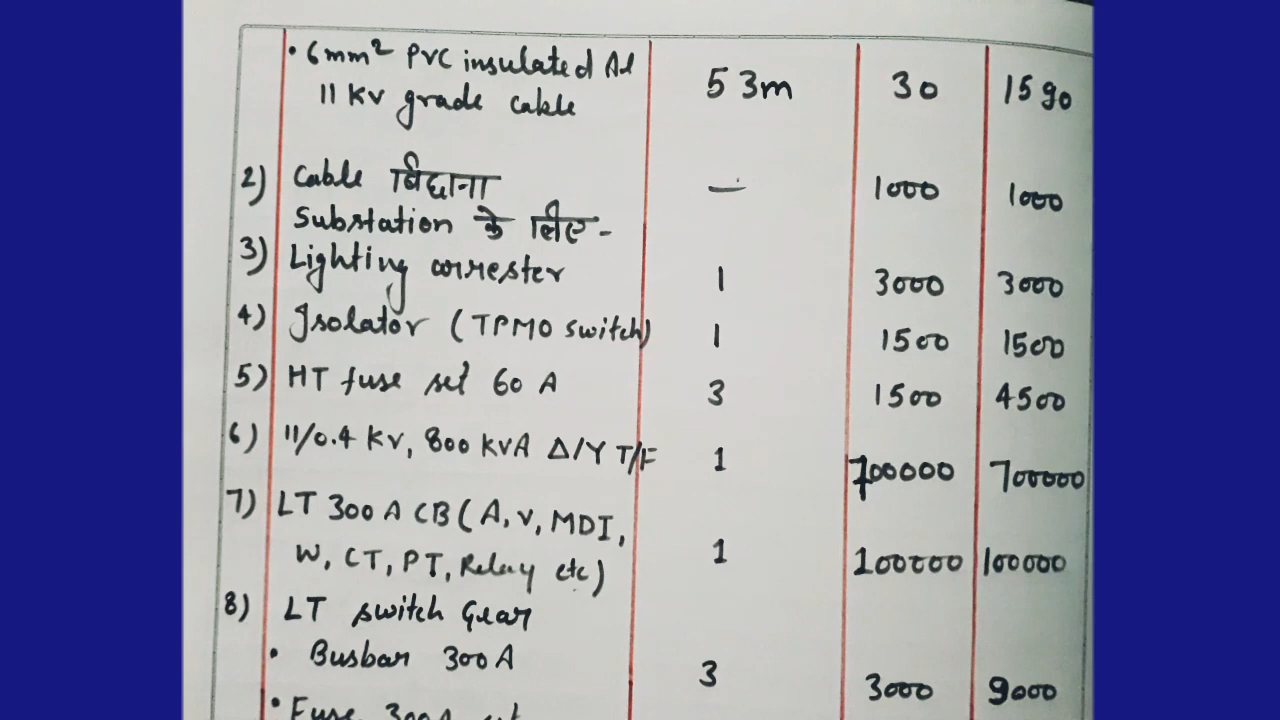 • 6mm² PVC insulated Al
11 KV grade cable 53m 30 1590
2) Cable बिछाना — 1000 1000
Substation के लिए -
3) Lighting arrester 1 3000 3000
4) Isolator (TPMO switch) 1 1500 1500
5) HT fuse set 60 A 3 1500 4500
6) 11/0.4 KV, 800 KVA Δ/Y T/F 1 700000 700000
7) LT 300 A CB (A, V, MDI,
W, CT, PT, Relay etc) 1 100000 100000
8) LT switch Gear
• Busbar 300A 3 3000 9000
• Fuse 300A